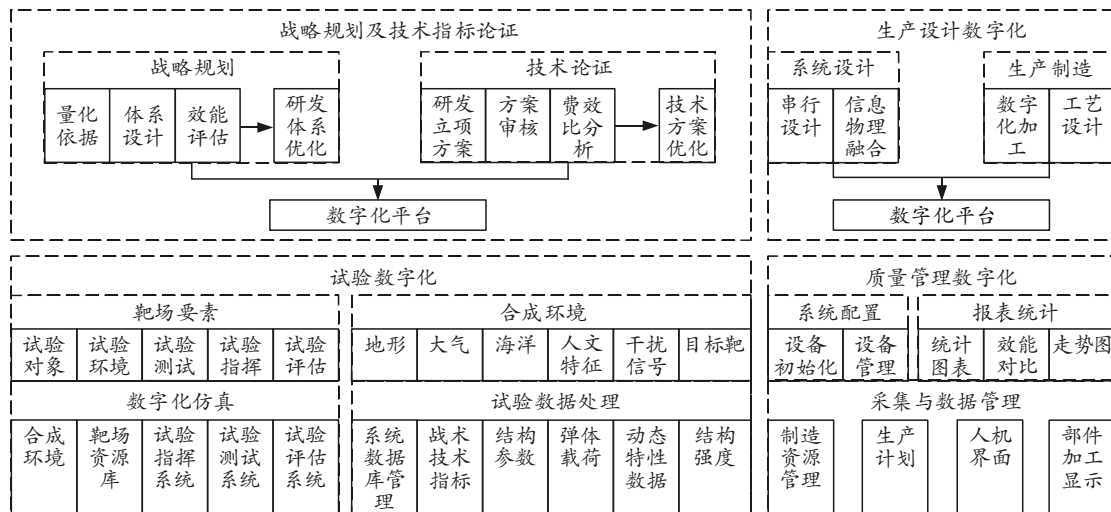 战略规划及技术指标论证
战略规划
量化
依据
体系
设计
效能
评估
研发
体系
优化
技术论证
研发
立项
方案
方案
审核
费效
比分
析
技术
方案
优化
数字化平台
生产设计数字化
系统设计
串行
设计
信息
物理
融合
生产制造
数字
化加
工
工艺
设计
数字化平台
试验数字化
靶场要素
试验
对象
试验
环境
试验
测试
试验
指挥
试验
评估
合成环境
地形
大气
海洋
人文
特征
干扰
信号
目标靶
数字化仿真
合成
环境
靶场
资源
库
试验
指挥
系统
试验
测试
系统
试验
评估
系统
试验数据处理
系统
数据
库管
理
战术
技术
指标
结构
参数
弹体
载荷
动态
特性
数据
结构
强度
质量管理数字化
系统配置
设备
初始化
设备
管理
报表统计
统计
图表
效能
对比
走势图
采集与数据管理
制造
资源
管理
生产
计划
人机
界面
部件
加工
显示